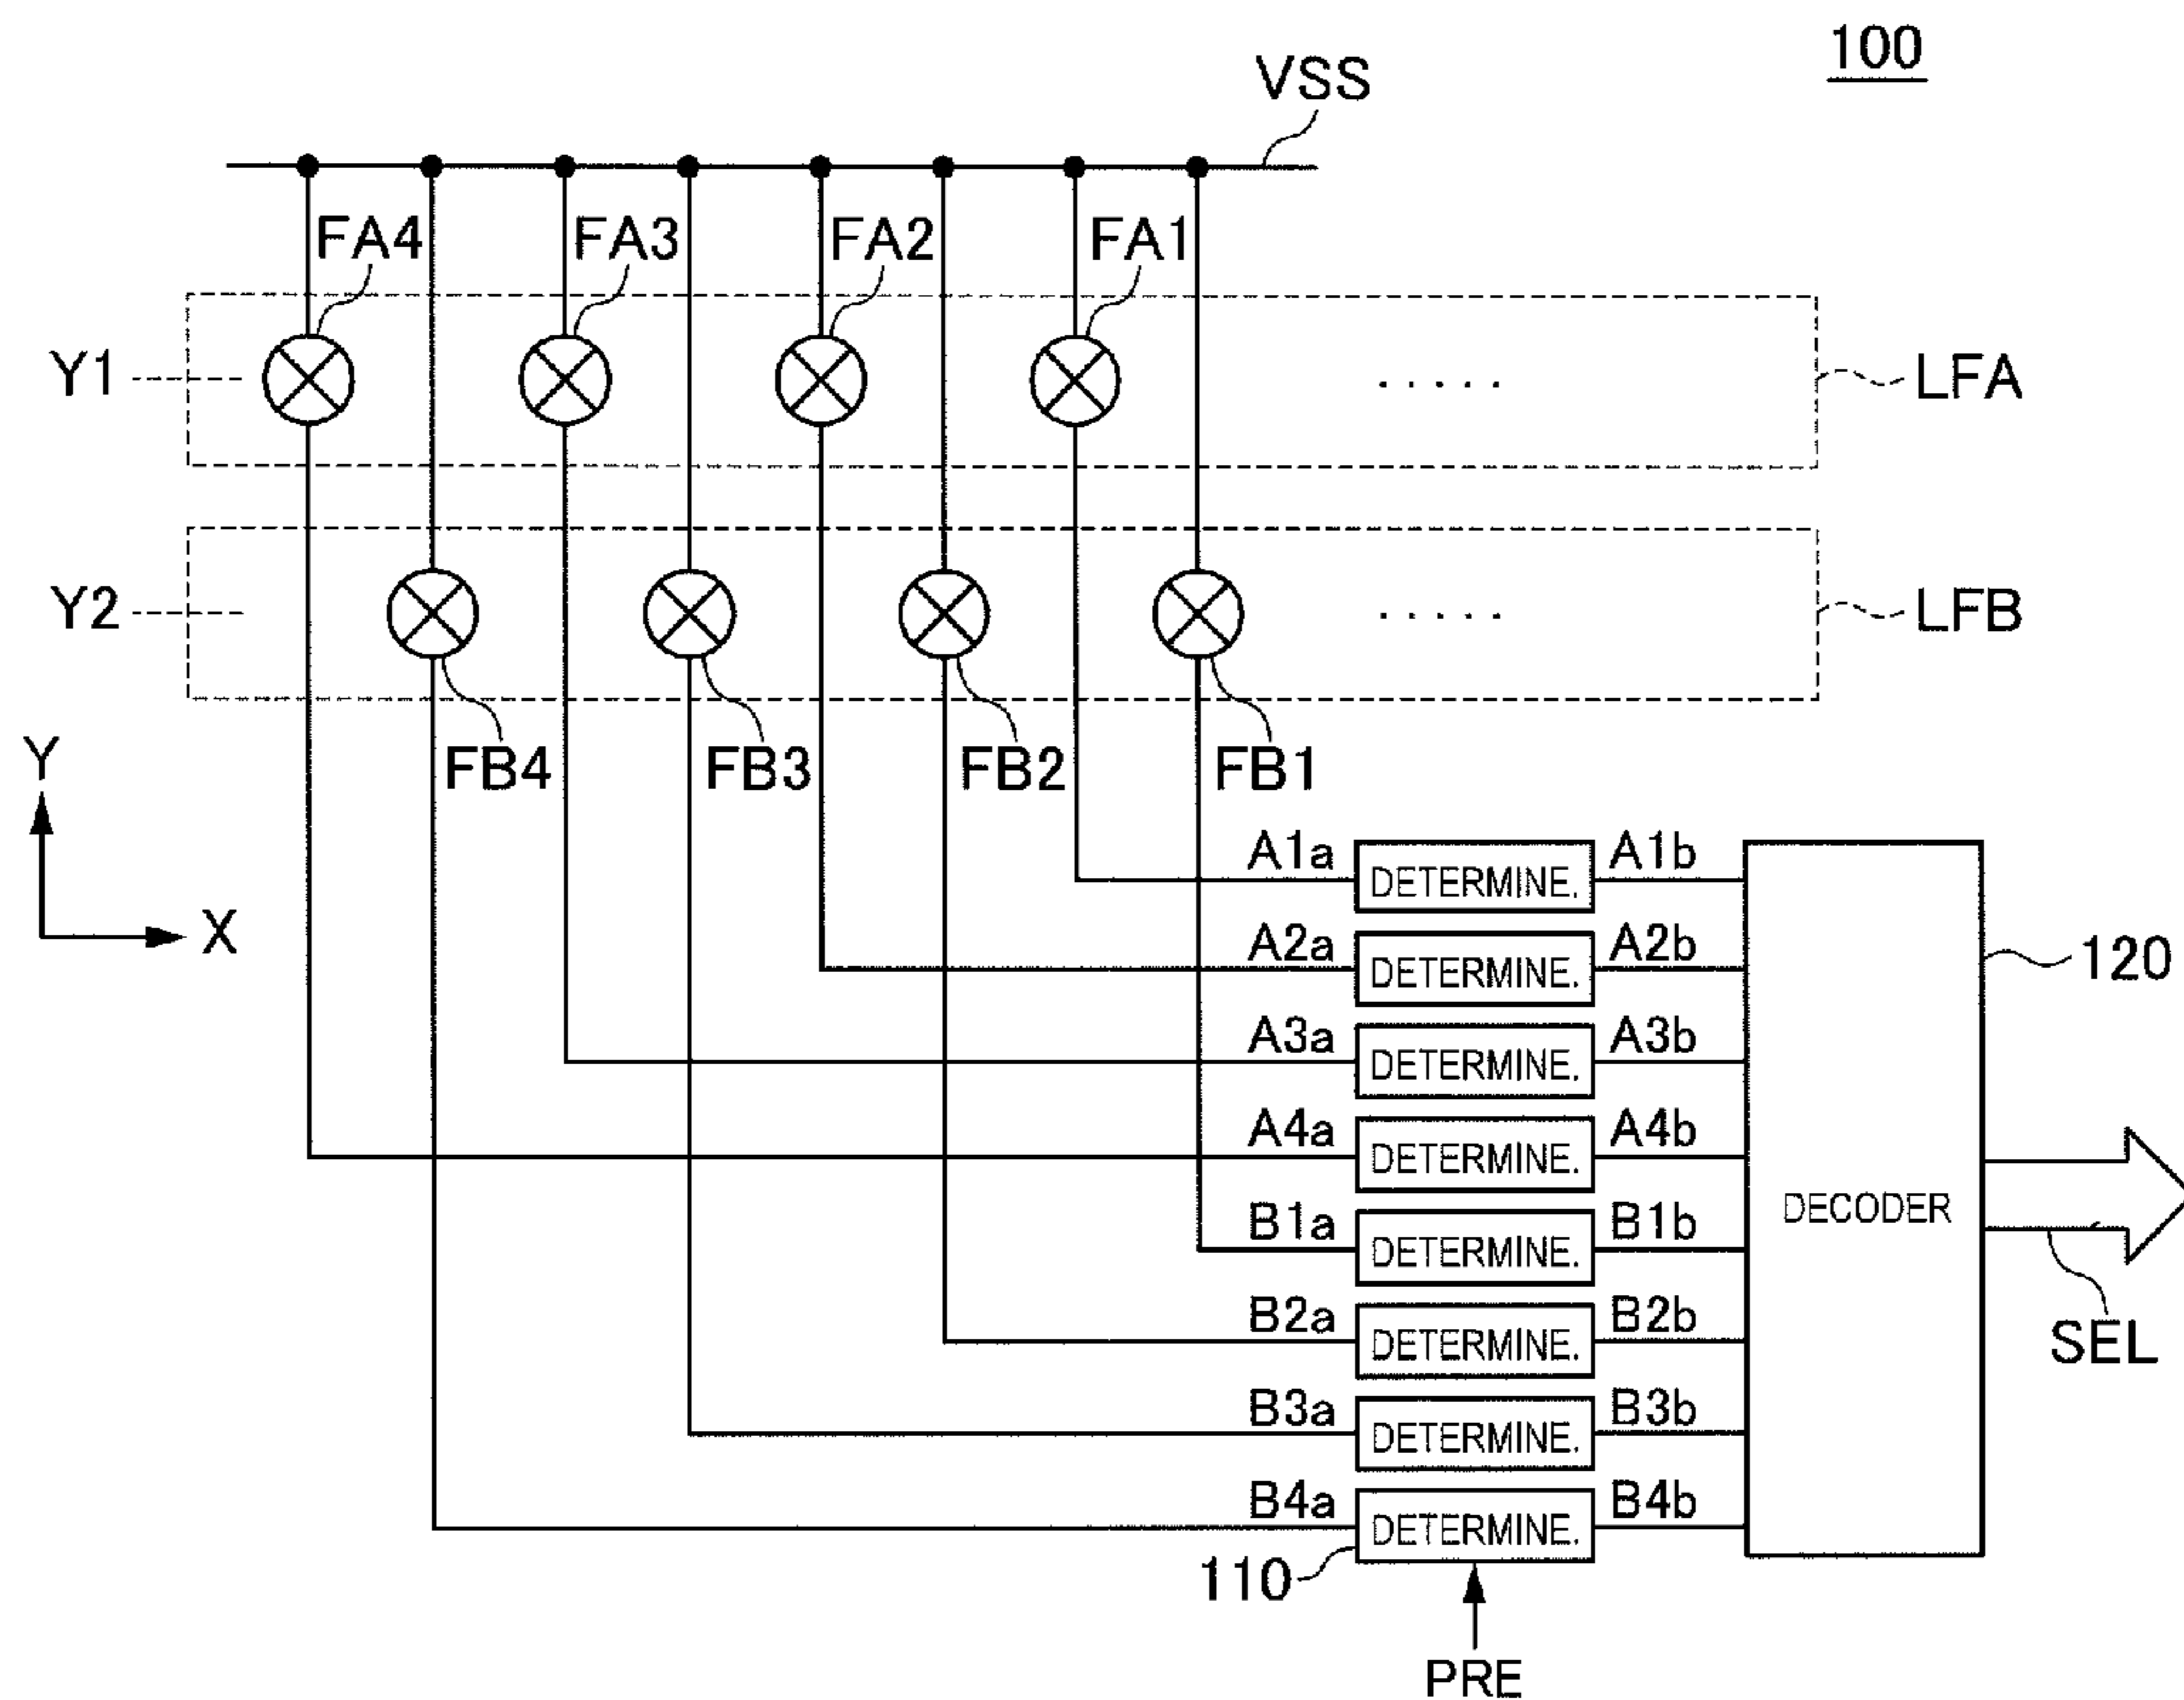 100
VSS
FA4 FA3 FA2 FA1
Y1 ..... LFA
Y2 ..... LFB
FB4 FB3 FB2 FB1
Y
X
A1a DETERMINE. A1b
A2a DETERMINE. A2b
120
A3a DETERMINE. A3b
A4a DETERMINE. A4b
DECODER
B1a DETERMINE. B1b
B2a DETERMINE. B2b
SEL
B3a DETERMINE. B3b
B4a DETERMINE. B4b
110
PRE